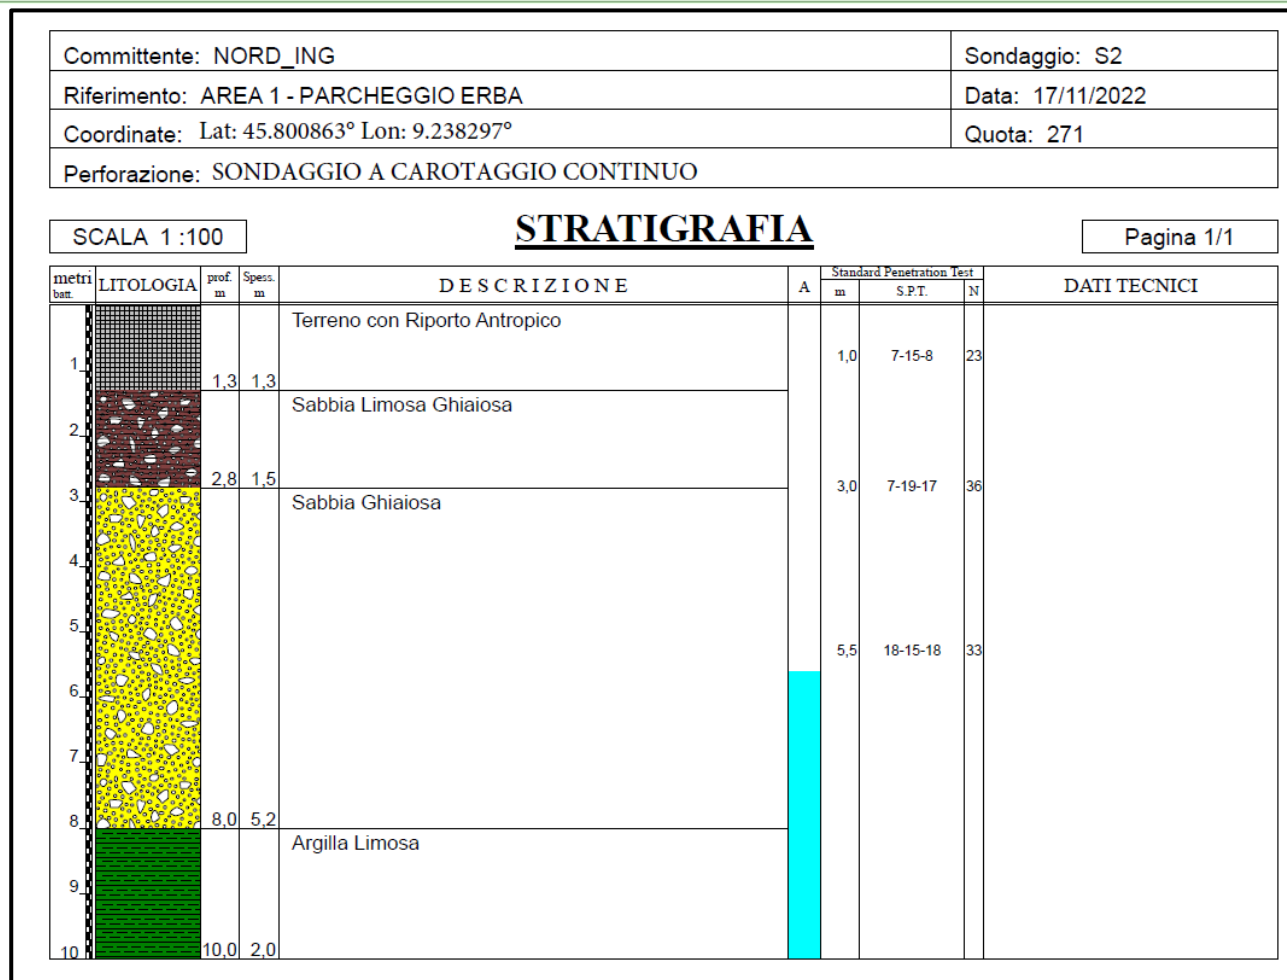 Committente: NORD_ING
Sondaggio: S2
Riferimento: AREA 1 - PARCHEGGIO ERBA
Data: 17/11/2022
Coordinate: Lat: 45.800863° Lon: 9.238297°
Quota: 271
Perforazione: SONDAGGIO A CAROTAGGIO CONTINUO
SCALA 1 :100
STRATIGRAFIA
Pagina 1/1
metri batt.
LITOLOGIA
prof. m
Spess. m
DESCRIZIONE
A
Standard Penetration Test
m
S.P.T.
N
DATI TECNICI
Terreno con Riporto Antropico
1
1,0 7-15-8 23
1,3 1,3
Sabbia Limosa Ghiaiosa
2
2,8 1,5
3
3,0 7-19-17 36
Sabbia Ghiaiosa
4
5
5,5 18-15-18 33
6
7
8
8,0 5,2
Argilla Limosa
9
10
10,0 2,0